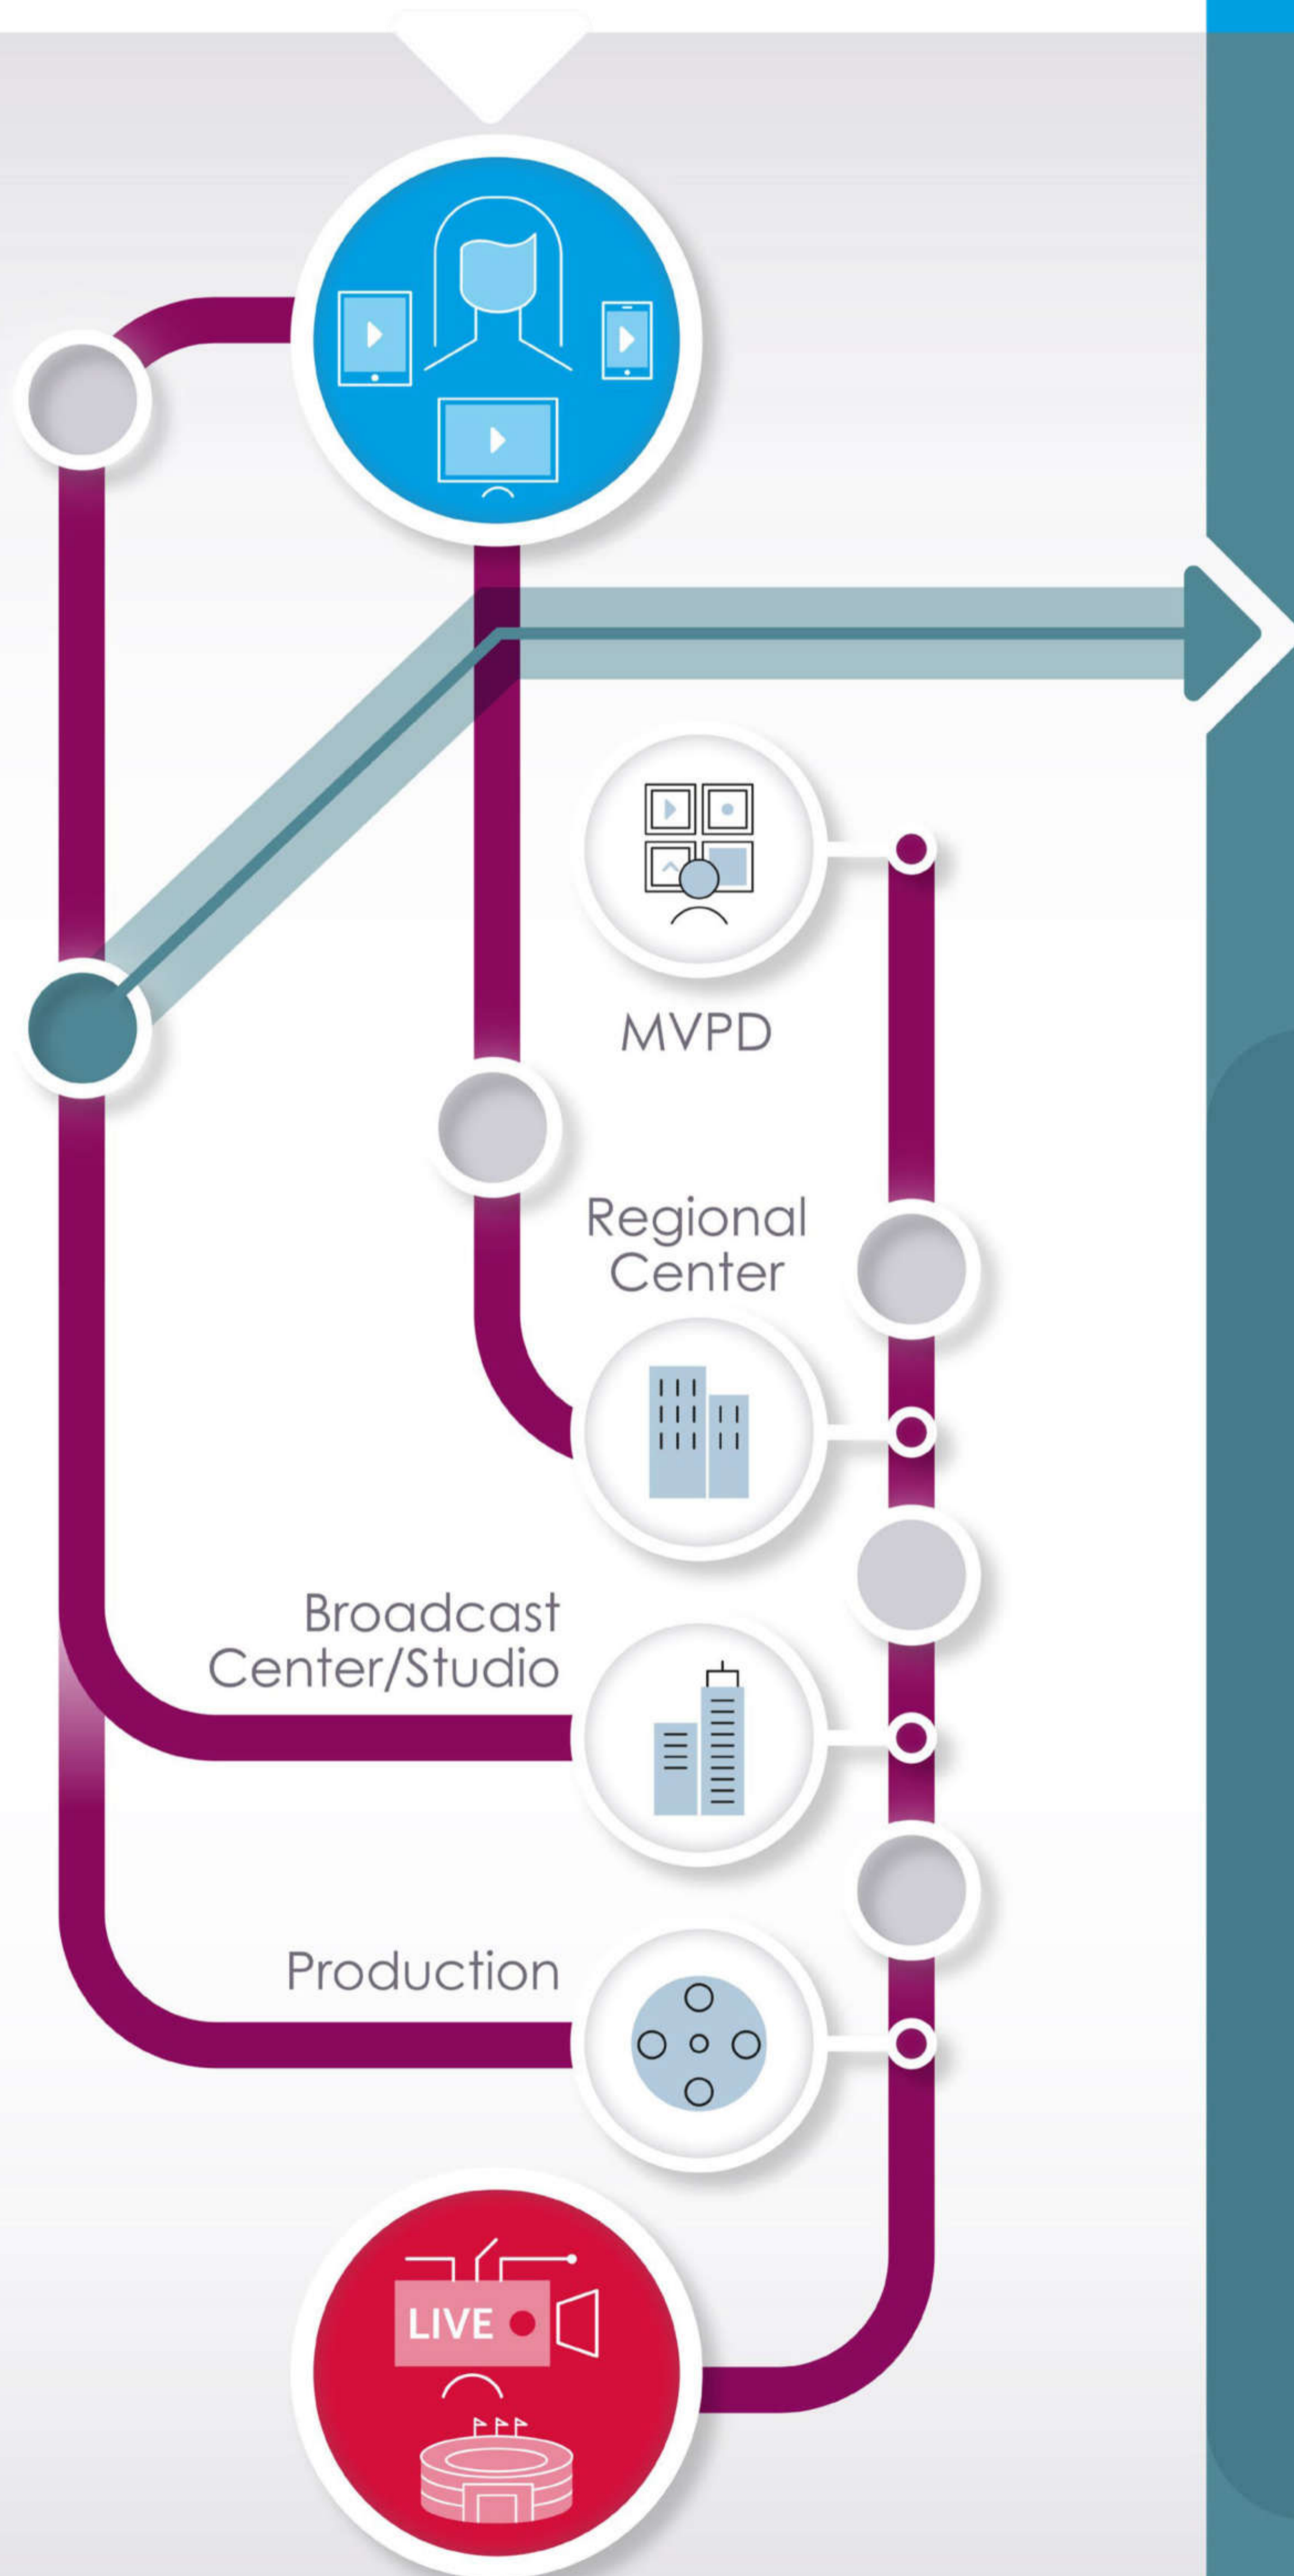 MVPD
Regional
Center
Broadcast
Center/Studio
Production
LIVE